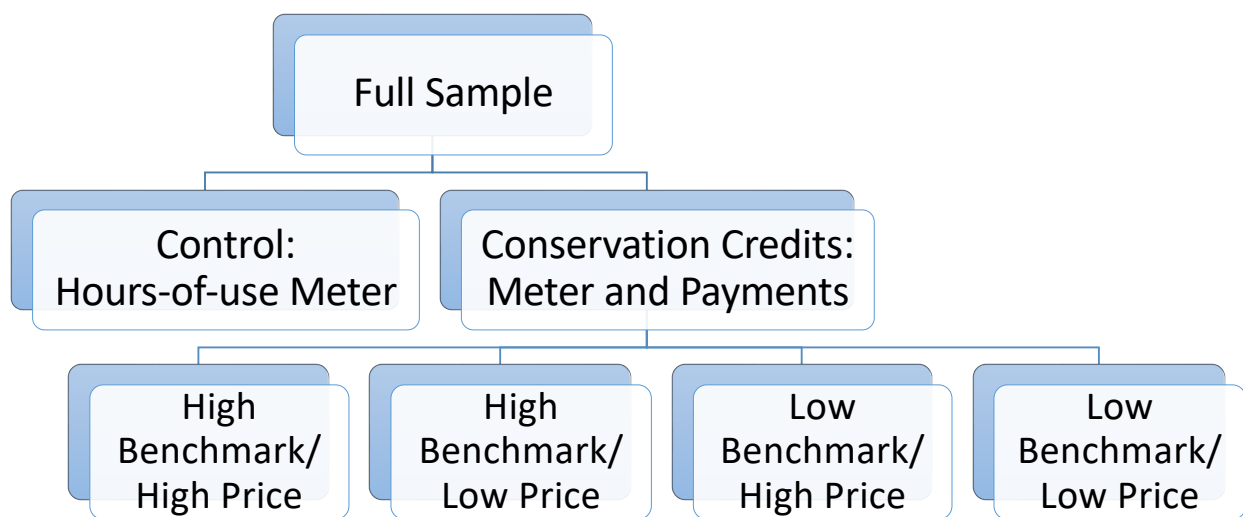 Full Sample
Control:
Hours-of-use Meter
Conservation Credits:
Meter and Payments
High
Benchmark/
High Price
High
Benchmark/
Low Price
Low
Benchmark/
High Price
Low
Benchmark/
Low Price